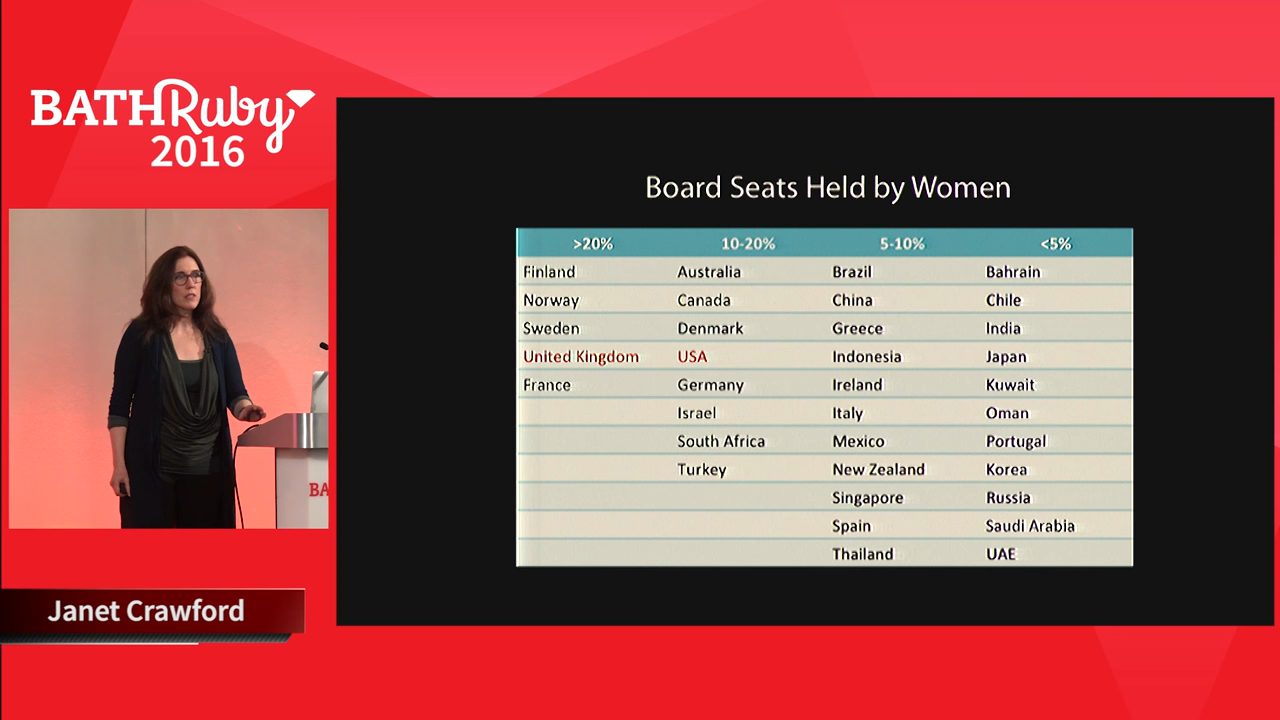 BATHRuby
2016
Board Seats Held by Women
>20% 10-20% 5-10% <5%
Finland Australia Brazil Bahrain
Norway Canada China Chile
Sweden Denmark Greece India
United Kingdom USA Indonesia Japan
France Germany Ireland Kuwait
Israel Italy Oman
South Africa Mexico Portugal
Turkey New Zealand Korea
Singapore Russia
Spain Saudi Arabia
Thailand UAE
BA
Janet Crawford